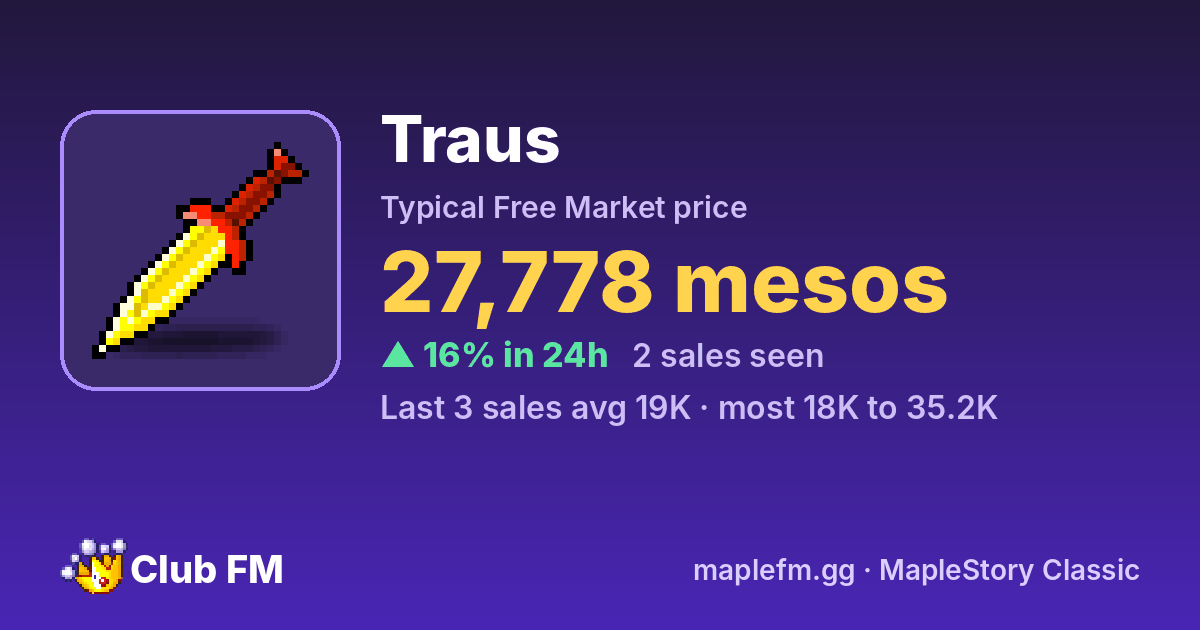 Traus
Typical Free Market price
27,778 mesos
▲ 16% in 24h 2 sales seen
Last 3 sales avg 19K · most 18K to 35.2K
Club FM
maplefm.gg · MapleStory Classic